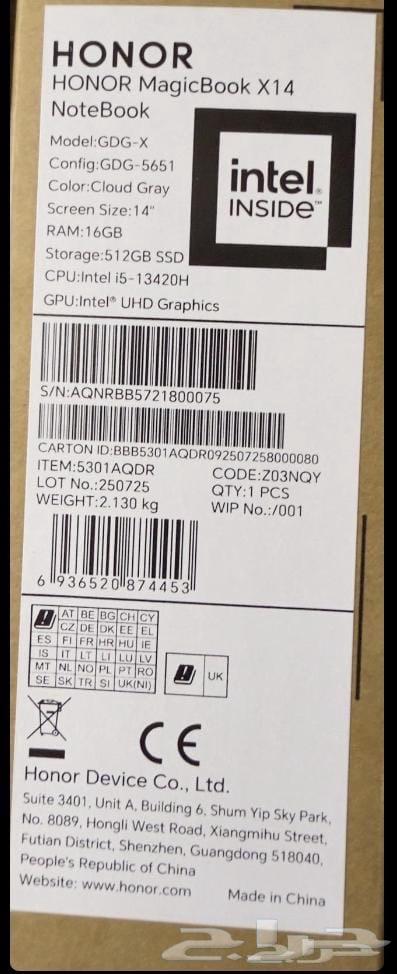 HONOR
HONOR MagicBook X14
NoteBook
Model:GDG-X
Config:GDG-5651
Color:Cloud Gray
Screen Size:14"
RAM:16GB
Storage:512GB SSD
CPU:Intel i5-13420H
GPU:Intel® UHD Graphics
intel.
INSIDE™
S/N:AQNRBB5721800075
CARTON ID:BBB5301AQDR092507258000080
ITEM:5301AQDR CODE:Z03NQY
LOT No.:250725 QTY:1 PCS
WEIGHT:2.130 kg WIP No.:/001
6 936520 874453
AT BE BG CH CY
CZ DE DK EE EL
ES FI FR HR HU IE
IS IT LT LI LU LV
MT NL NO PL PT RO
SE SK TR SI UK(NI)
UK
CE
Honor Device Co., Ltd.
Suite 3401, Unit A, Building 6, Shum Yip Sky Park,
No. 8089, Hongli West Road, Xiangmihu Street,
Futian District, Shenzhen, Guangdong 518040,
People's Republic of China
Website: www.honor.com Made in China
حراج